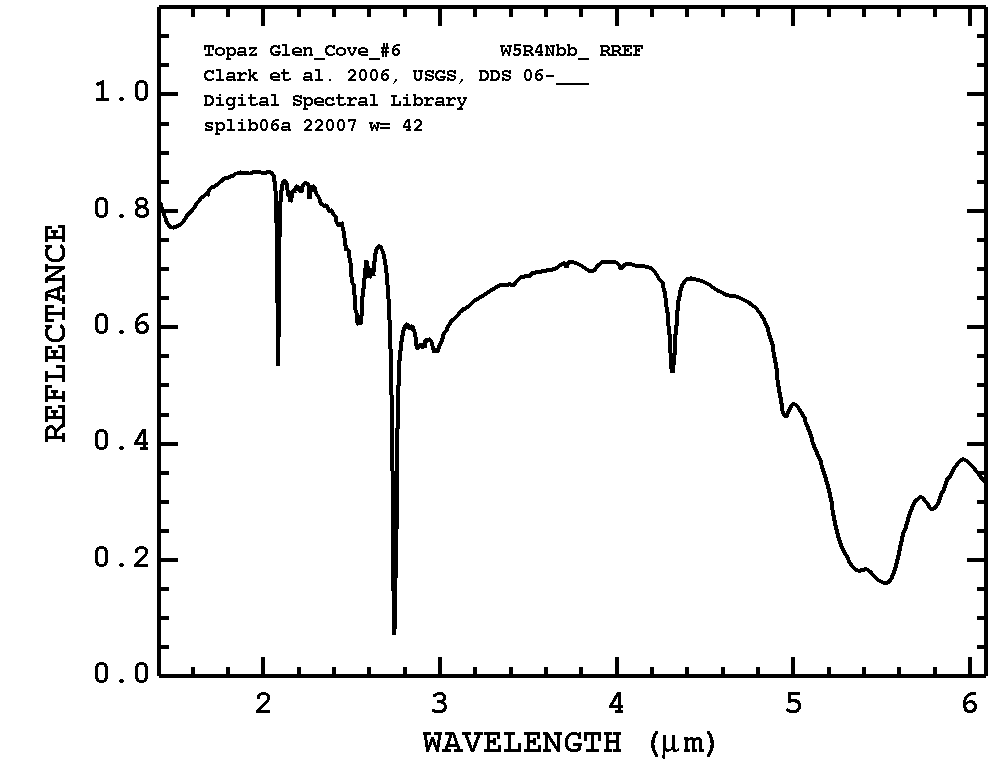 Topaz Glen_Cove_#6 W5R4Nbb_ RREF
Clark et al. 2006, USGS, DDS 06-___
Digital Spectral Library
splib06a 22007 w= 42
1.0
0.8
0.6
0.4
0.2
0.0
REFLECTANCE
2 3 4 5 6
WAVELENGTH (μm)